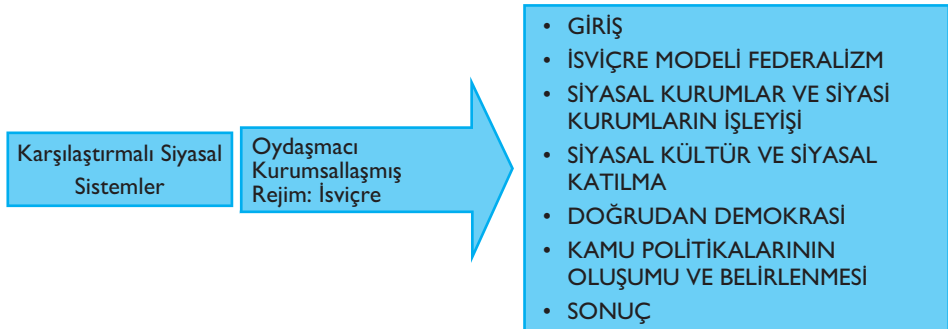 Karşılaştırmalı Siyasal
Sistemler
Oydaşmacı
Kurumsallaşmış
Rejim: İsviçre
• GİRİŞ
• İSVİÇRE MODELİ FEDERALİZM
• SİYASAL KURUMLAR VE SİYASİ
KURUMLARIN İŞLEYİŞİ
• SİYASAL KÜLTÜR VE SİYASAL
KATILMA
• DOĞRUDAN DEMOKRASİ
• KAMU POLİTİKALARININ
OLUŞUMU VE BELİRLENMESİ
• SONUÇ